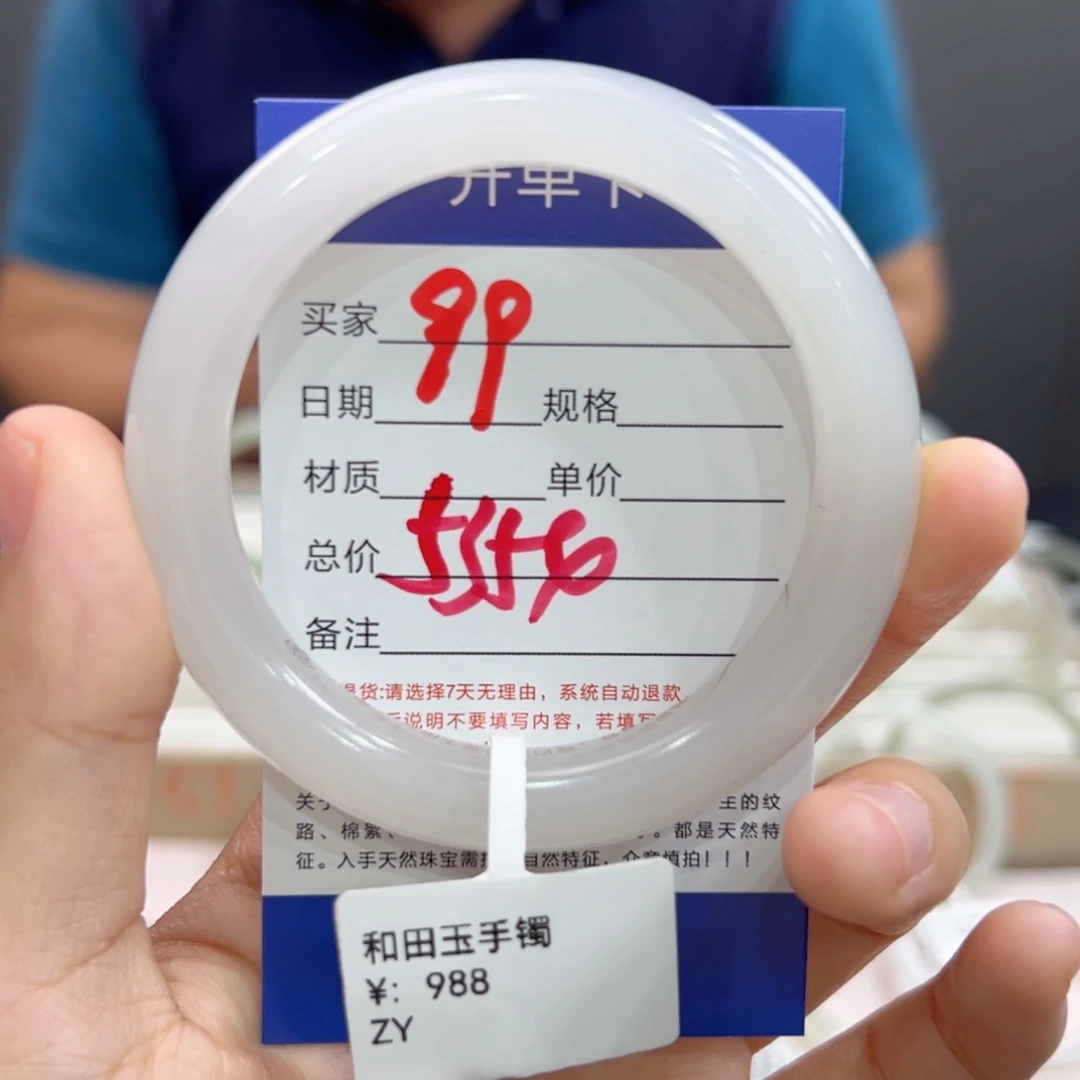 开单卡
买家 99
日期 规格
材质 单价
总价
备注
退货:请选择7天无理由，系统自动退款
说明不要填写内容，若填写
关于
的纹
路、棉絮、 。都是天然特
征。入手天然珠宝需 自然特征，介意慎拍！！！
和田玉手镯
¥: 988
ZY